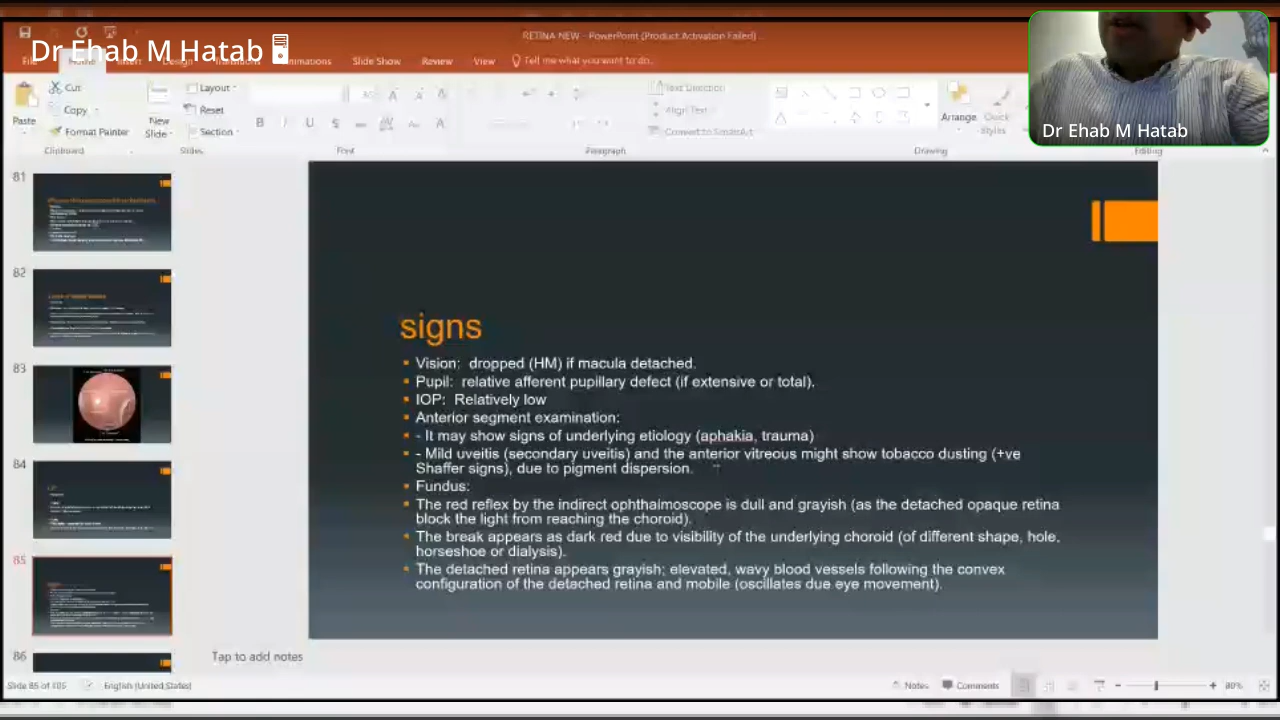 RETINA NEW - PowerPoint (Product Activation Failed)
Dr Ehab M Hatab
File Insert Design Transitions Animations Slide Show Review View Tell me what you want to do...
Dr Ehab M Hatab
Paste
Cut
Copy
Format Painter
Clipboard
New
Slide
Layout
Reset
Section
Slides
B I U S
Font
Text Direction
Align Text
Convert to SmartArt
Paragraph
Arrange
Quick
Styles
Drawing
Editing
81
82
83
84
85
86
signs
Vision: dropped (HM) if macula detached.
Pupil: relative afferent pupillary defect (if extensive or total).
IOP: Relatively low
Anterior segment examination:
- It may show signs of underlying etiology (aphakia, trauma)
- Mild uveitis (secondary uveitis) and the anterior vitreous might show tobacco dusting (+ve
Shaffer signs), due to pigment dispersion.
Fundus:
The red reflex by the indirect ophthalmoscope is dull and grayish (as the detached opaque retina
block the light from reaching the choroid).
The break appears as dark red due to visibility of the underlying choroid (of different shape, hole,
horseshoe or dialysis).
The detached retina appears grayish; elevated, wavy blood vessels following the convex
configuration of the detached retina and mobile (oscillates due eye movement).
Tap to add notes
Slide 85 of 105 English (United States)
Notes Comments 80%